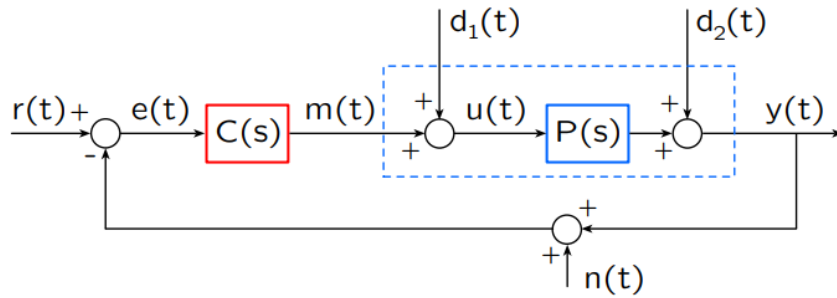 d₁(t) d₂(t)
+ +
r(t) + e(t) C(s) m(t) u(t) P(s) y(t)
- + +
+
+
n(t)